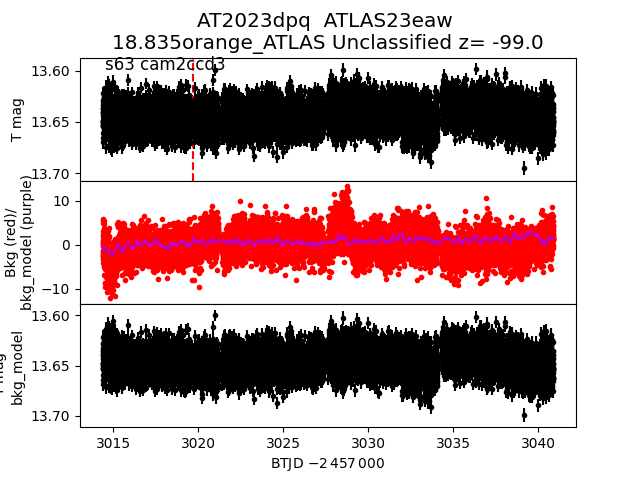 AT2023dpq  ATLAS23eaw
18.835orange_ATLAS Unclassified z= -99.0
s63 cam2ccd3
13.60
13.65
13.70
T mag
10
0
−10
Bkg (red)/
bkg_model (purple)
13.60
13.65
13.70
bkg_model
3015 3020 3025 3030 3035 3040
BTJD −2 457 000